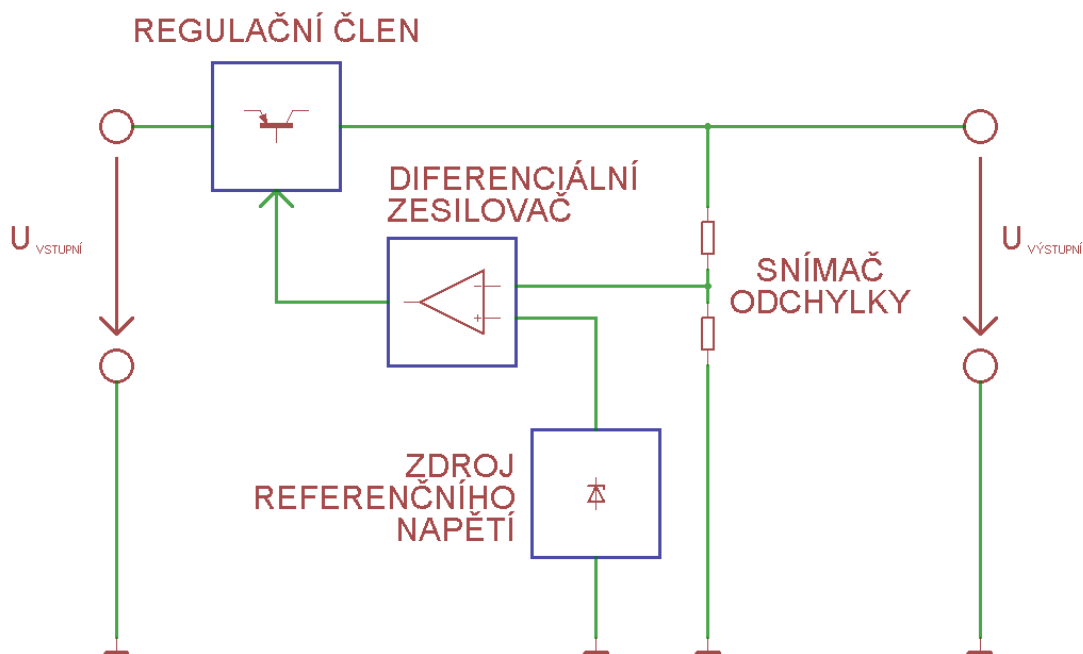 REGULAČNÍ ČLEN
DIFERENCIÁLNÍ
ZESILOVAČ
U VSTUPNÍ
U VÝSTUPNÍ
SNÍMAČ
ODCHYLKY
ZDROJ
REFERENČNÍHO
NAPĚTÍ